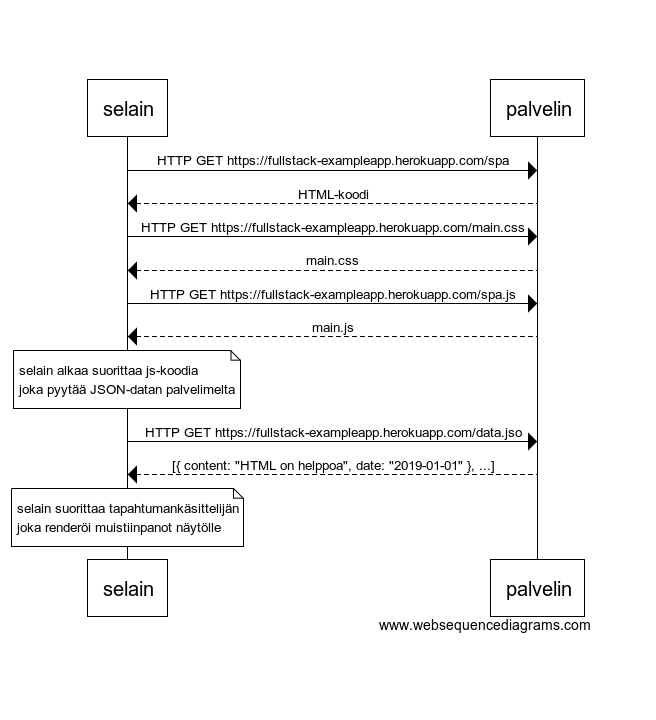 selain
palvelin
HTTP GET https://fullstack-exampleapp.herokuapp.com/spa
HTML-koodi
HTTP GET https://fullstack-exampleapp.herokuapp.com/main.css
main.css
HTTP GET https://fullstack-exampleapp.herokuapp.com/spa.js
main.js
selain alkaa suorittaa js-koodia
joka pyytää JSON-datan palvelimelta
HTTP GET https://fullstack-exampleapp.herokuapp.com/data.jso
[{ content: "HTML on helppoa", date: "2019-01-01" }, ...]
selain suorittaa tapahtumankäsittelijän
joka renderöi muistiinpanot näytölle
selain
palvelin
www.websequencediagrams.com